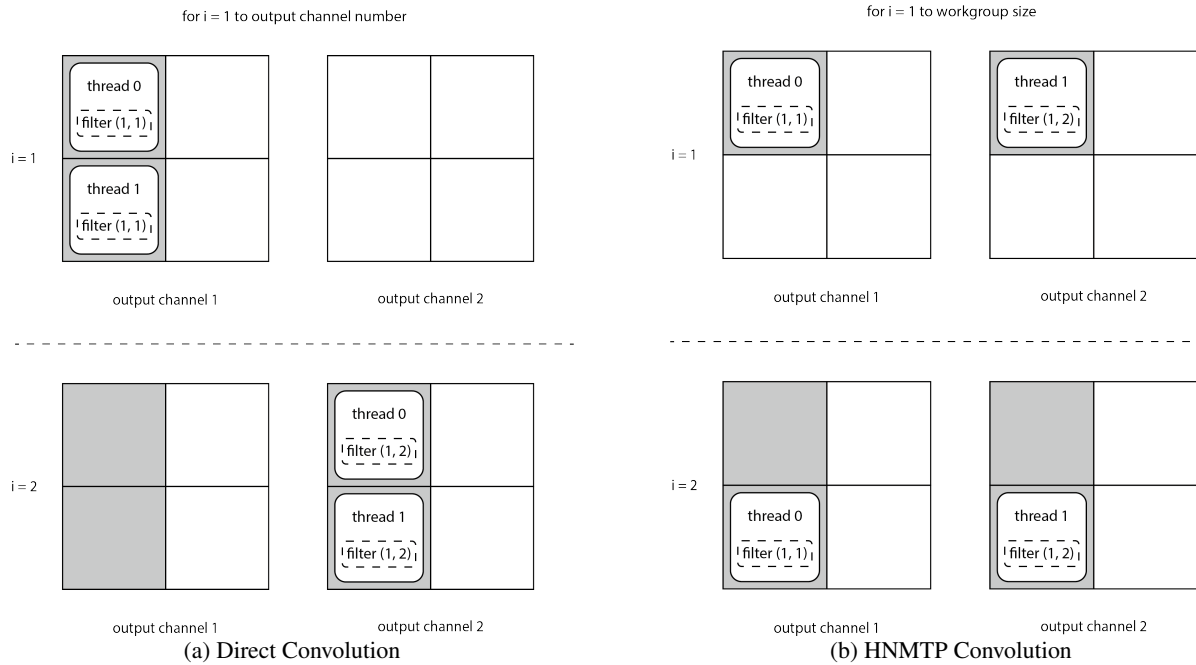 for i = 1 to output channel number
thread 0
filter (1, 1)
i = 1
thread 1
filter (1, 1)
output channel 1
output channel 2
i = 2
thread 0
filter (1, 2)
thread 1
filter (1, 2)
output channel 1
output channel 2
(a) Direct Convolution
for i = 1 to workgroup size
thread 0
filter (1, 1)
thread 1
filter (1, 2)
i = 1
output channel 1
output channel 2
i = 2
thread 0
filter (1, 1)
thread 1
filter (1, 2)
output channel 1
output channel 2
(b) HNMTP Convolution